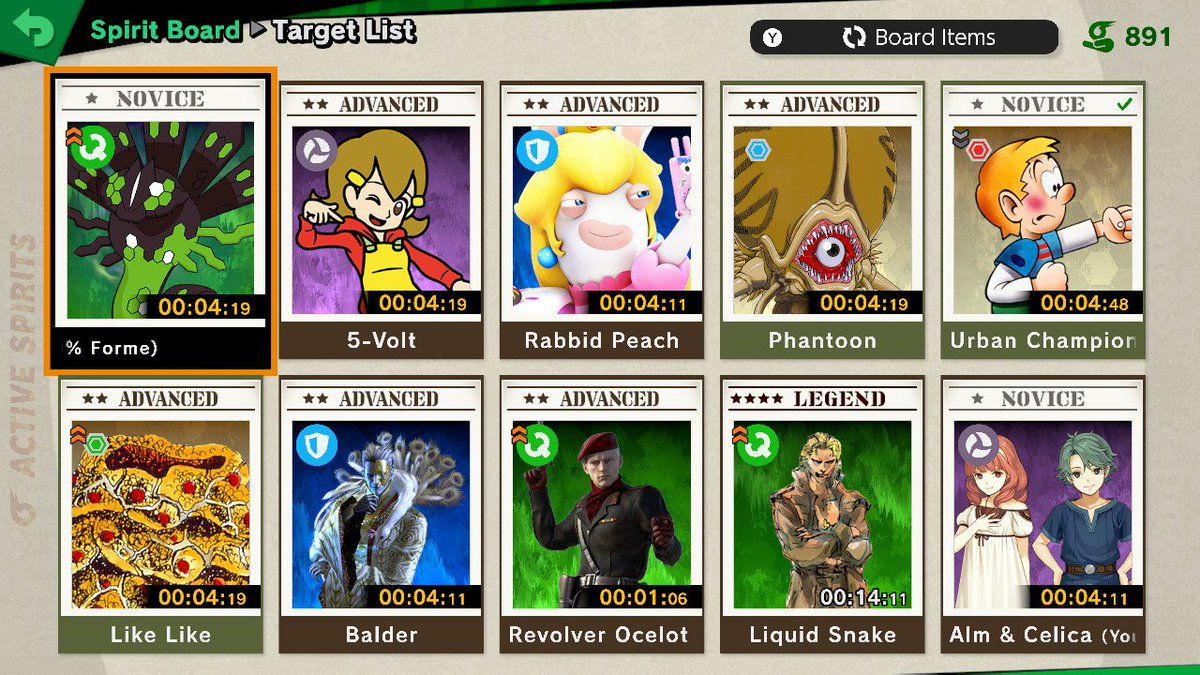 Spirit Board ▶ Target List
Y Board Items
891
ACTIVE SPIRITS
★ NOVICE
00:04:19
% Forme)
★★ ADVANCED
00:04:19
5-Volt
★★ ADVANCED
00:04:11
Rabbid Peach
★★ ADVANCED
00:04:19
Phantoon
★ NOVICE ✓
00:04:48
Urban Champion
★★ ADVANCED
00:04:19
Like Like
★★ ADVANCED
00:04:11
Balder
★★ ADVANCED
00:01:06
Revolver Ocelot
★★★★ LEGEND
00:14:11
Liquid Snake
★ NOVICE
00:04:11
Alm & Celica (You